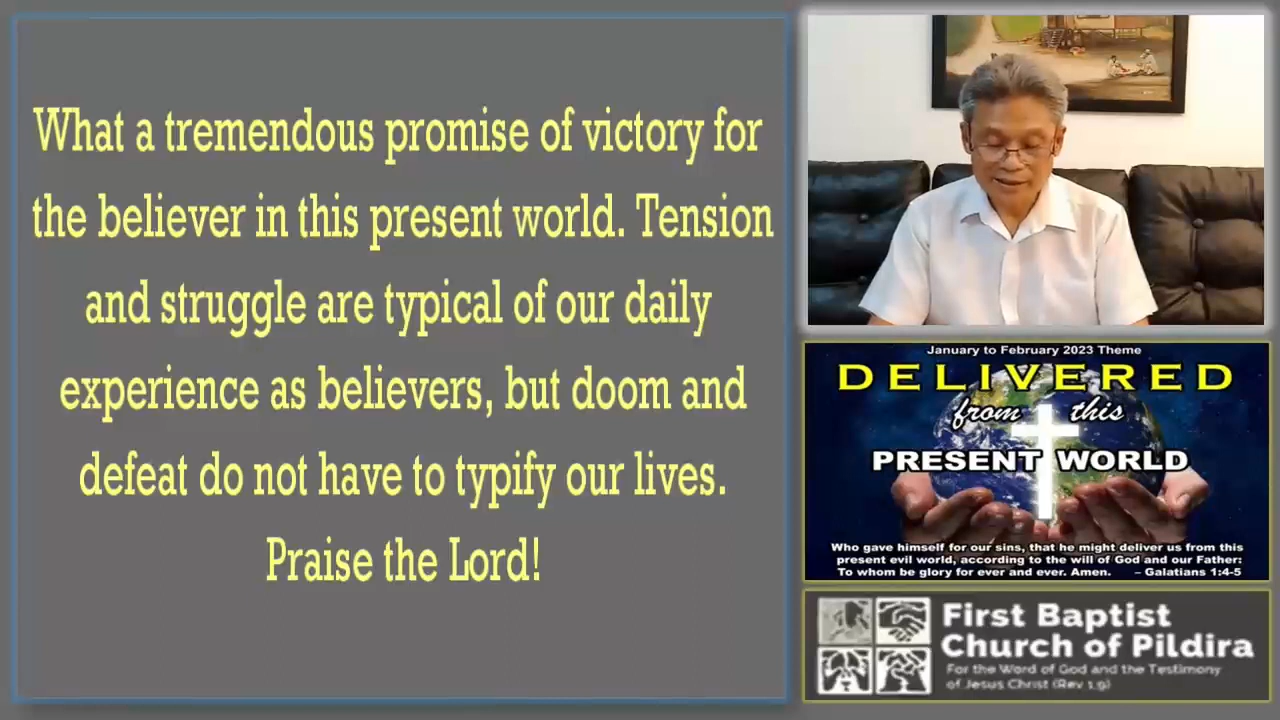 What a tremendous promise of victory for
the believer in this present world. Tension
and struggle are typical of our daily
experience as believers, but doom and
defeat do not have to typify our lives.
Praise the Lord!
January to February 2023 Theme
DELIVERED
from this
PRESENT WORLD
Who gave himself for our sins, that he might deliver us from this
present evil world, according to the will of God and our Father:
To whom be glory for ever and ever. Amen. – Galatians 1:4-5
First Baptist
Church of Pildira
For the Word of God and the Testimony
of Jesus Christ (Rev 1:9)